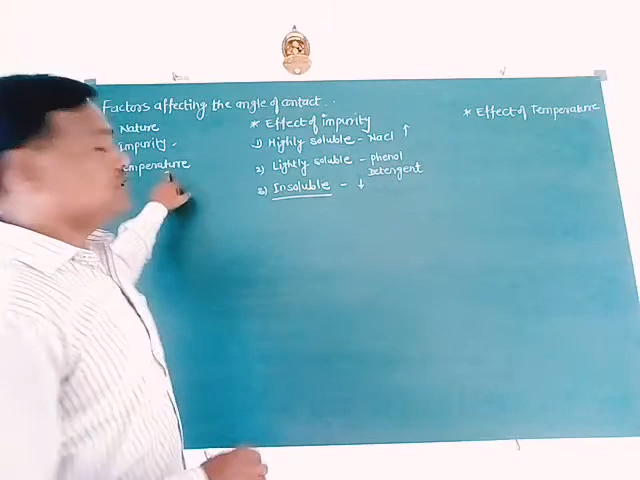 Factors affecting the angle of contact..
Nature
impurity -
Temperature
* Effect of impurity
1) Highly soluble - Nacl ↑
2) Lightly soluble - phenol
Detergent
3) Insoluble - ↓
* Effect of Temperature